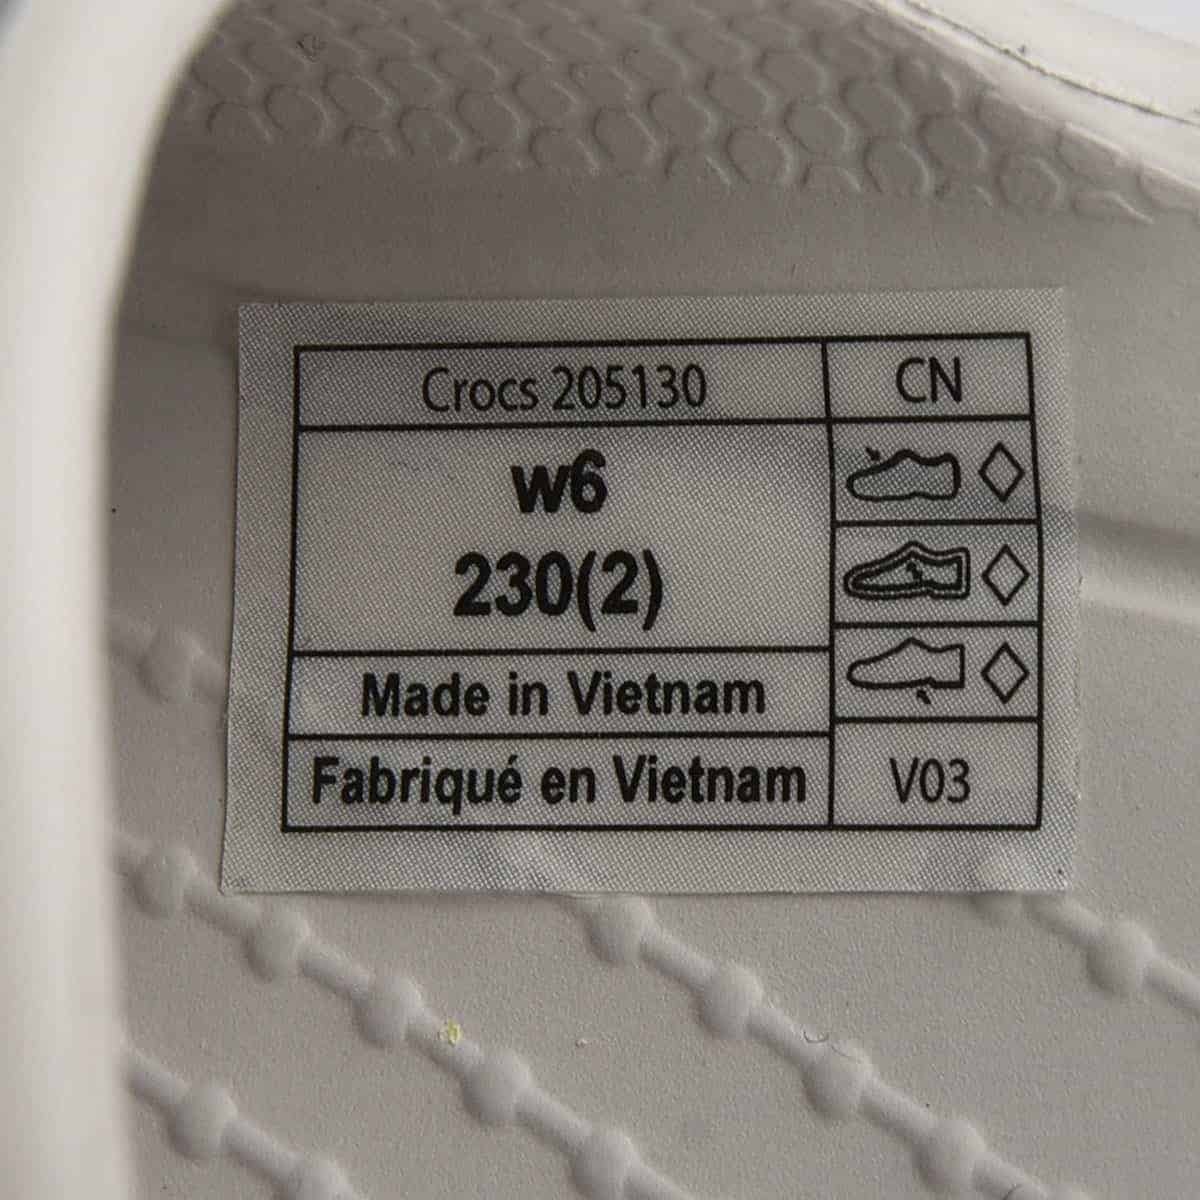 Crocs 205130
CN
w6
230(2)
Made in Vietnam
Fabriqué en Vietnam
V03